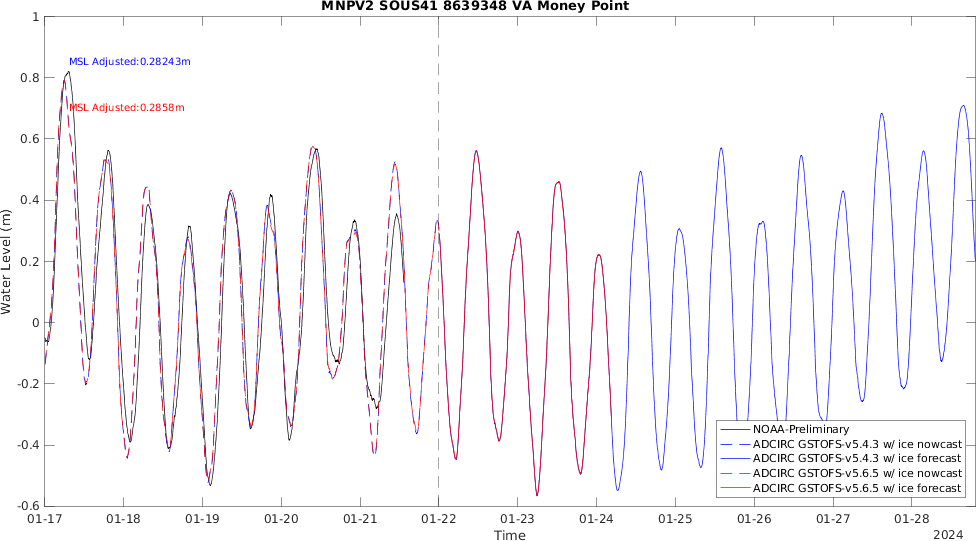 MNPV2 SOUS41 8639348 VA Money Point
MSL Adjusted:0.28243m
MSL Adjusted:0.2858m
Water Level (m)
1
0.8
0.6
0.4
0.2
0
-0.2
-0.4
-0.6
NOAA-Preliminary
ADCIRC GSTOFS-v5.4.3 w/ ice nowcast
ADCIRC GSTOFS-v5.4.3 w/ ice forecast
ADCIRC GSTOFS-v5.6.5 w/ ice nowcast
ADCIRC GSTOFS-v5.6.5 w/ ice forecast
01-17 01-18 01-19 01-20 01-21 01-22 01-23 01-24 01-25 01-26 01-27 01-28
Time
2024